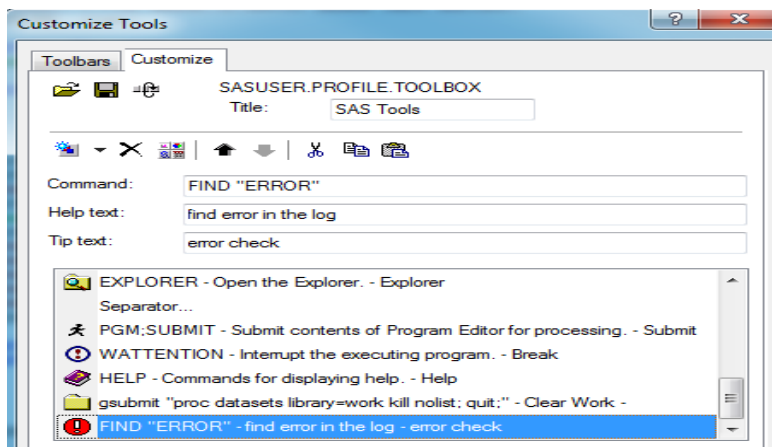 Customize Tools
Toolbars Customize
SASUSER.PROFILE.TOOLBOX
Title: SAS Tools
Command: FIND "ERROR"
Help text: find error in the log
Tip text: error check
EXPLORER - Open the Explorer. - Explorer
Separator...
PGM;SUBMIT - Submit contents of Program Editor for processing. - Submit
WATTENTION - Interrupt the executing program. - Break
HELP - Commands for displaying help. - Help
gsubmit "proc datasets library=work kill nolist; quit;" - Clear Work -
FIND "ERROR" - find error in the log - error check